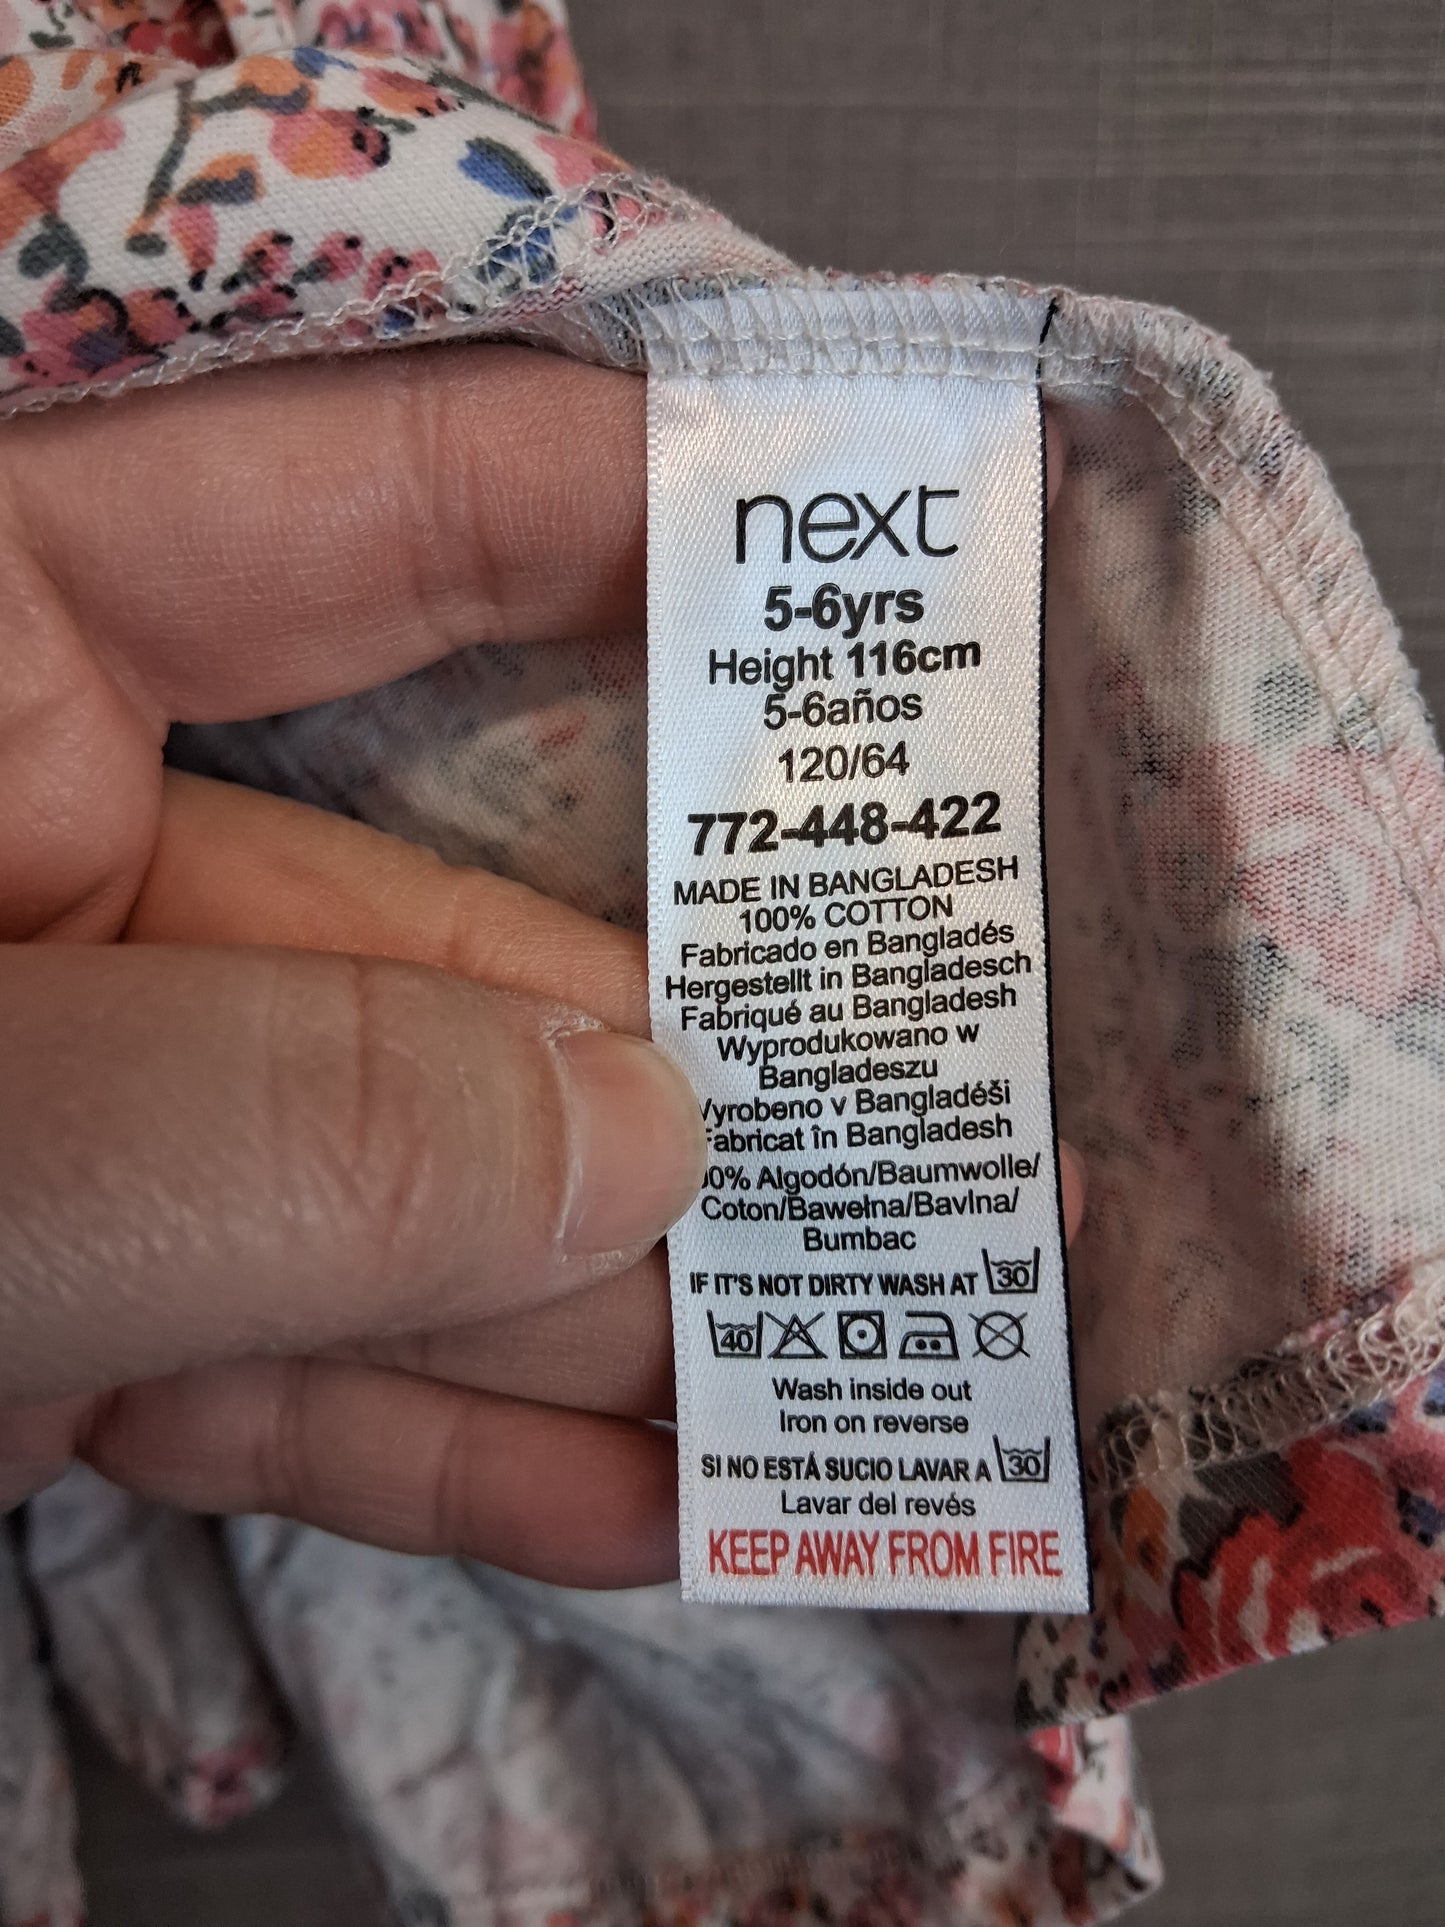 next
5-6yrs
Height 116cm
5-6años
120/64
772-448-422
MADE IN BANGLADESH
100% COTTON
Fabricado en Bangladés
Hergestellt in Bangladesch
Fabriqué au Bangladesh
Wyprodukowano w
Bangladeszu
Vyrobeno v Bangladéši
Fabricat în Bangladesh
0% Algodón/Baumwolle/
Coton/Bawełna/Bavlna/
Bumbac
IF IT'S NOT DIRTY WASH AT 30
40
Wash inside out
Iron on reverse
SI NO ESTÁ SUCIO LAVAR A 30
Lavar del revés
KEEP AWAY FROM FIRE